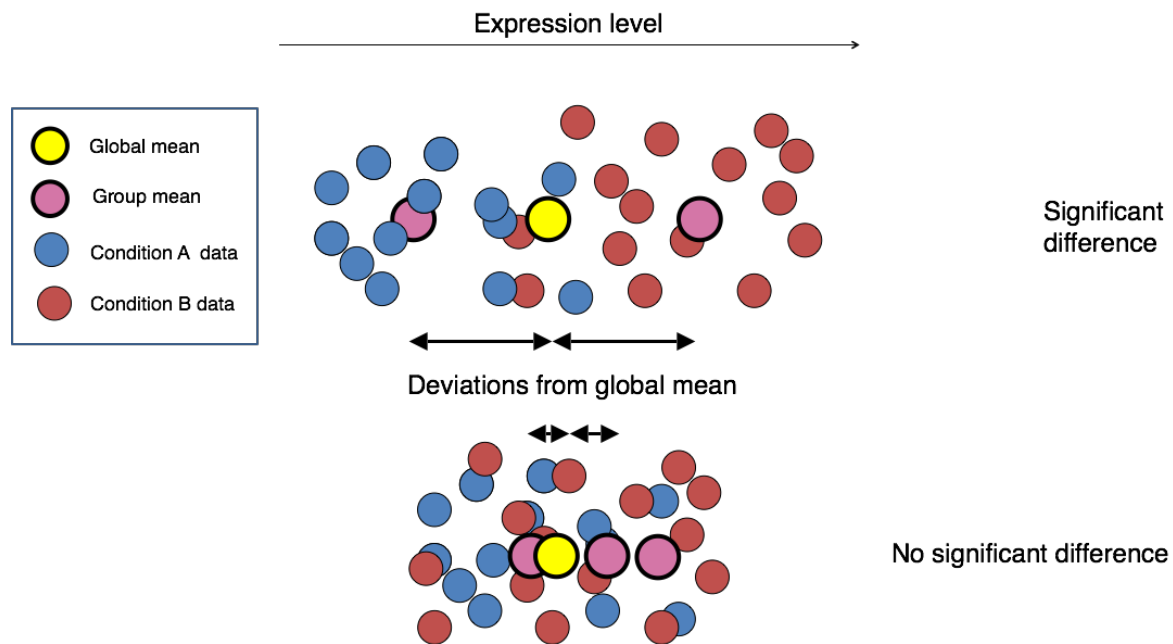 Expression level
Global mean
Group mean
Condition A data
Condition B data
Significant
difference
Deviations from global mean
No significant difference